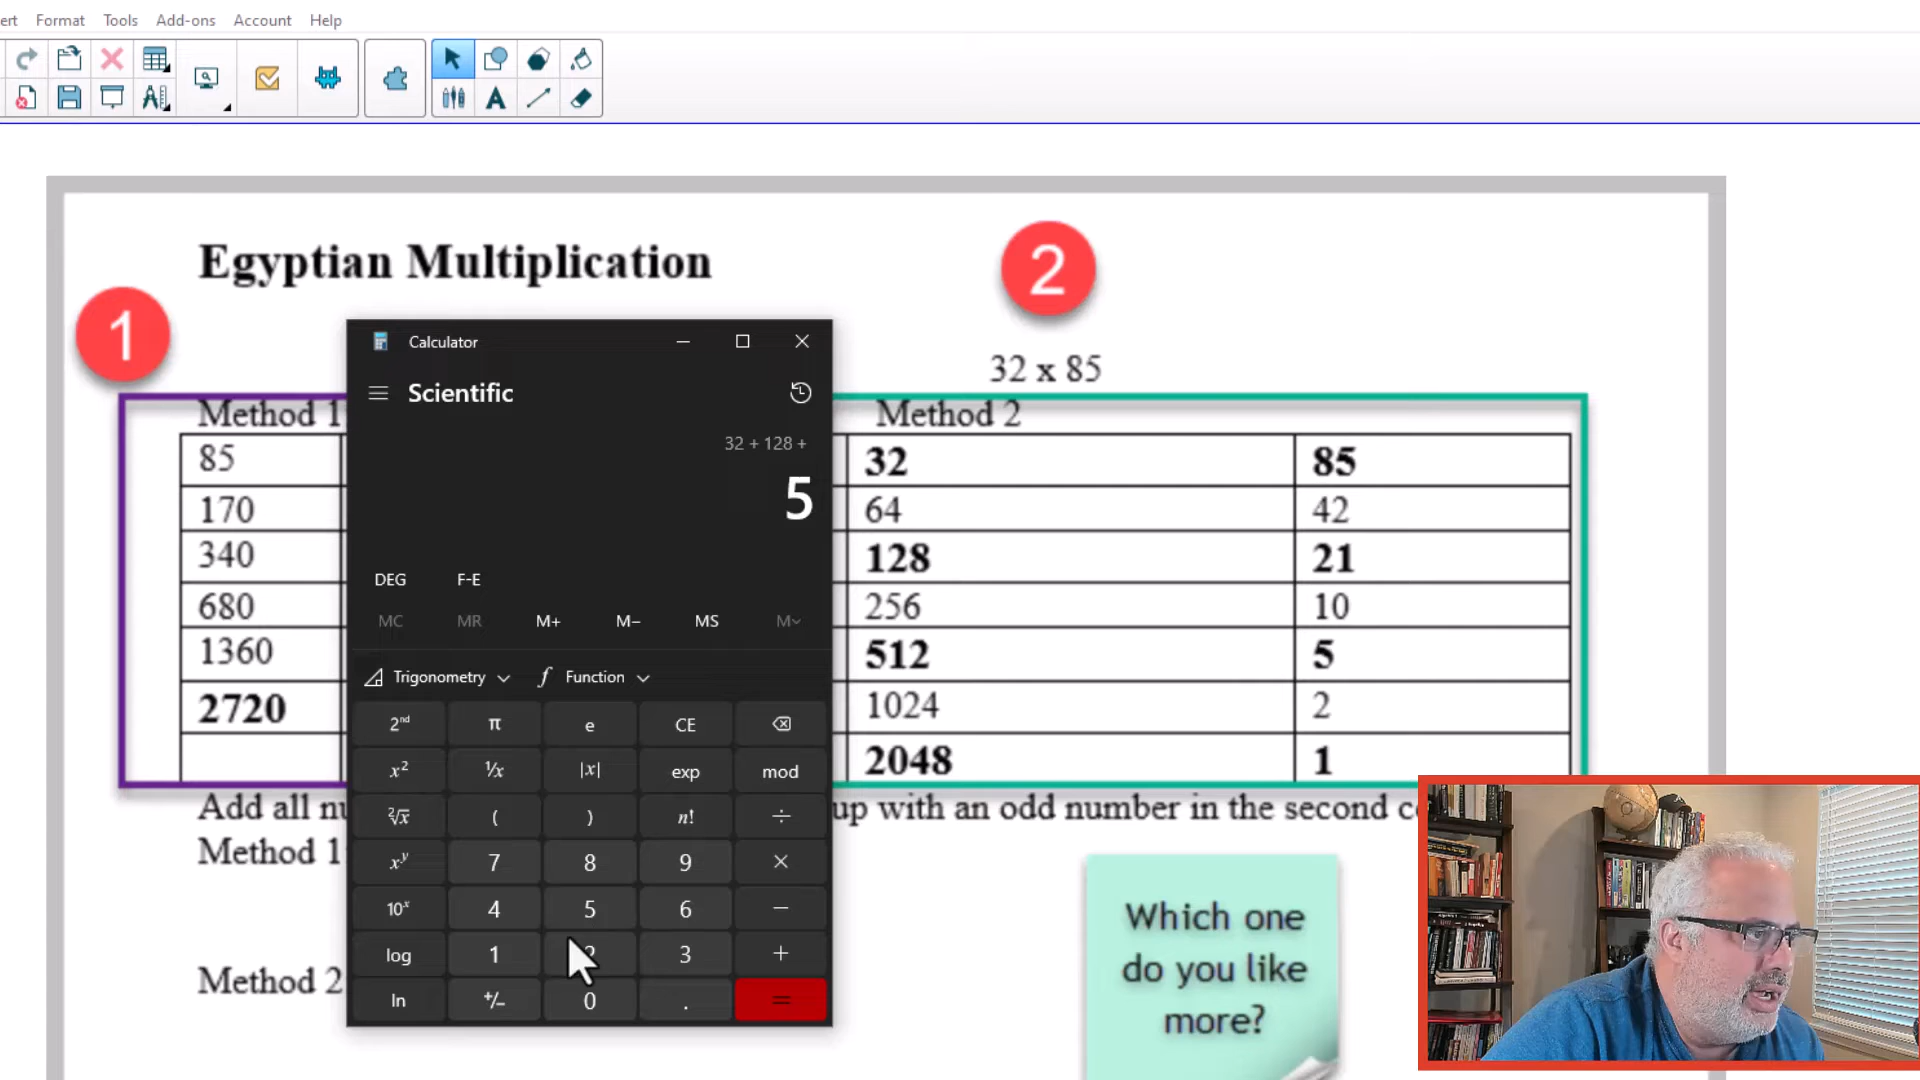 ert Format Tools Add-ons Account Help
Egyptian Multiplication
1
2
32 x 85
Method 1
Method 2
85
170
340
680
1360
2720
32 85
64 42
128 21
256 10
512 5
1024 2
2048 1
Add all nu
up with an odd number in the second c
Method 1
Method 2
Which one
do you like
more?
Calculator
Scientific
32 + 128 +
5
DEG F-E
MC MR M+ M− MS M
Trigonometry f Function
2nd π e CE
x² ¹/x |x| exp mod
²√x ( ) n! ÷
xʸ 7 8 9 ×
10ˣ 4 5 6 −
log 1 2 3 +
ln +/− 0 . =